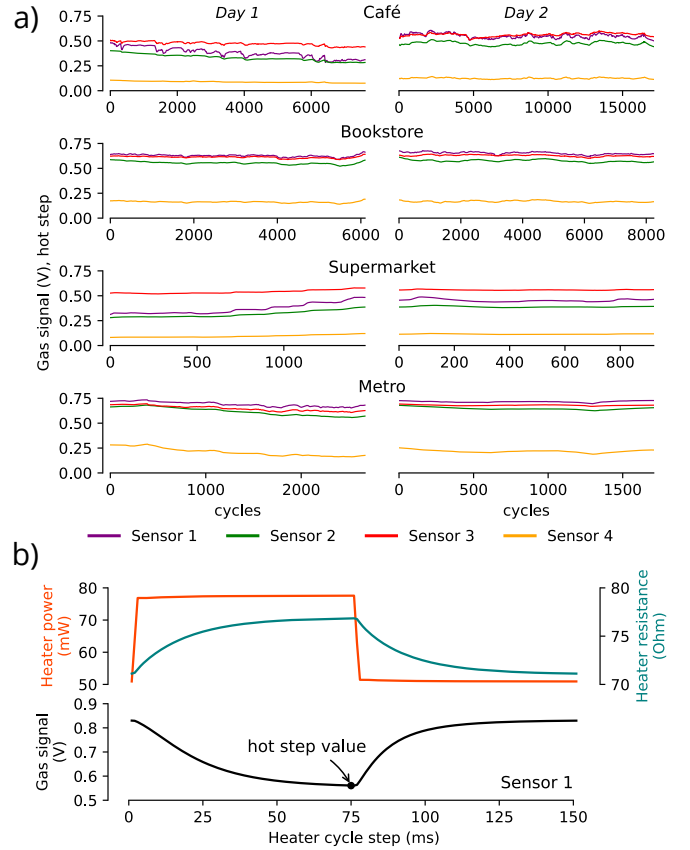 a)
Day 1
Café
Day 2
Gas signal (V), hot step
0.75
0.50
0.25
0.00
0 2000 4000 6000
0 5000 10000 15000
Bookstore
0.75
0.50
0.25
0.00
0 1000 2000 3000 4000 5000 6000
0 2000 4000 6000 8000
Supermarket
0.75
0.50
0.25
0.00
0 500 1000
0 200 400 600 800
Metro
0.75
0.50
0.25
0.00
0 1000 2000
0 500 1000 1500
cycles
cycles
Sensor 1 Sensor 2 Sensor 3 Sensor 4
b)
Heater power
(mW)
80
70
60
50
80
75
70
Heater resistance
(Ohm)
Gas signal
(V)
0.9
0.8
0.7
0.6
0.5
hot step value
Sensor 1
0 25 50 75 100 125 150
Heater cycle step (ms)